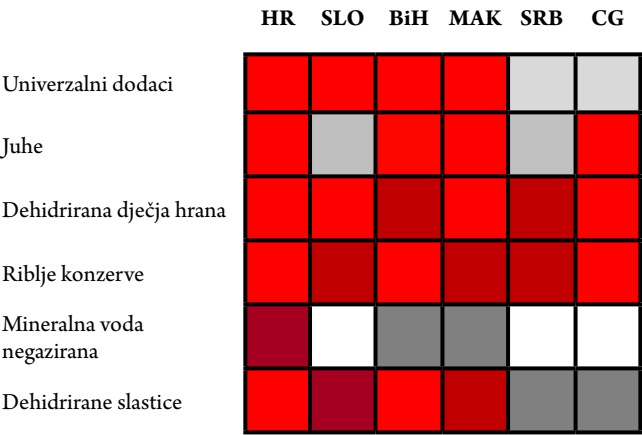 HR SLO BiH MAK SRB CG
Univerzalni dodaci
Juhe
Dehidrirana dječja hrana
Riblje konzerve
Mineralna voda
negazirana
Dehidrirane slastice